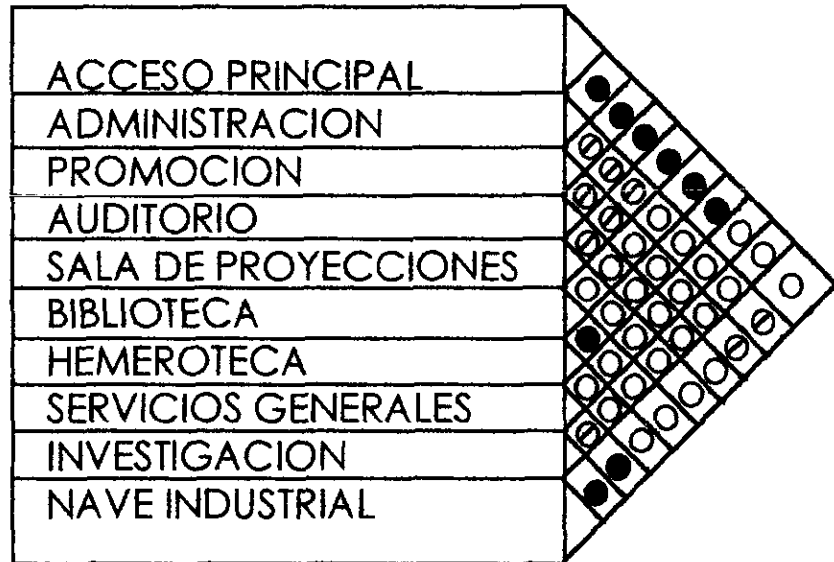 ACCESO PRINCIPAL
ADMINISTRACION
PROMOCION
AUDITORIO
SALA DE PROYECCIONES
BIBLIOTECA
HEMEROTECA
SERVICIOS GENERALES
INVESTIGACION
NAVE INDUSTRIAL